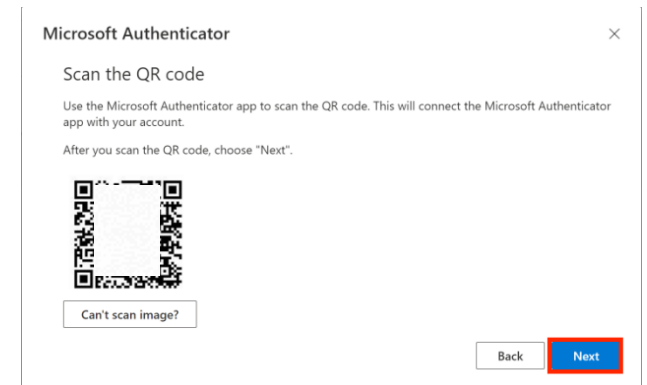 Microsoft Authenticator
Scan the QR code
Use the Microsoft Authenticator app to scan the QR code. This will connect the Microsoft Authenticator
app with your account.
After you scan the QR code, choose "Next".
Can't scan image?
Back
Next